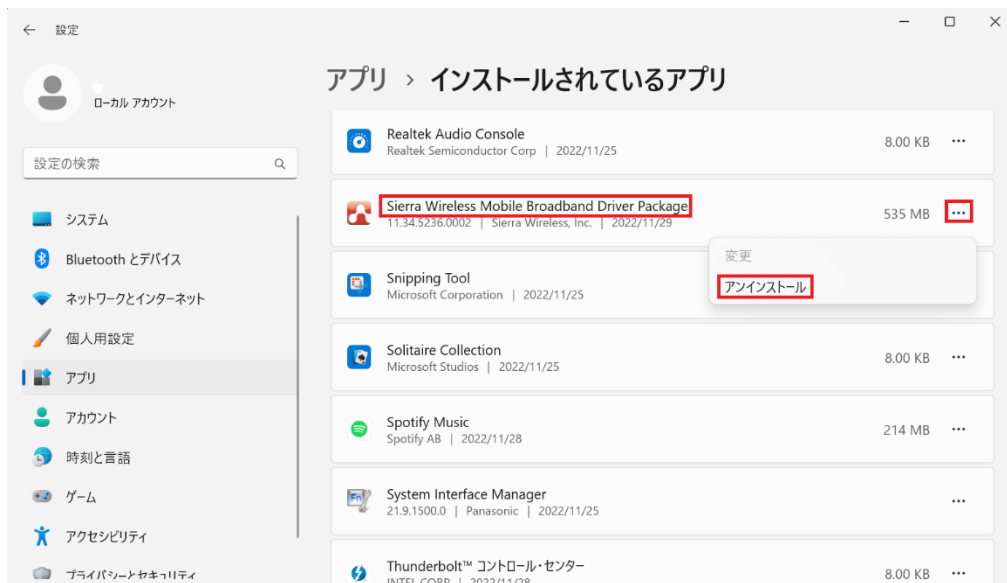 設定
ローカル アカウント
設定の検索
システム
Bluetooth とデバイス
ネットワークとインターネット
個人用設定
アプリ
アカウント
時刻と言語
ゲーム
アクセシビリティ
プライバシーとセキュリティ
アプリ › インストールされているアプリ
Realtek Audio Console
Realtek Semiconductor Corp | 2022/11/25
8.00 KB
Sierra Wireless Mobile Broadband Driver Package
11.34.5236.0002 | Sierra Wireless, Inc. | 2022/11/29
535 MB
変更
アンインストール
Snipping Tool
Microsoft Corporation | 2022/11/25
Solitaire Collection
Microsoft Studios | 2022/11/25
8.00 KB
Spotify Music
Spotify AB | 2022/11/28
214 MB
System Interface Manager
21.9.1500.0 | Panasonic | 2022/11/25
Thunderbolt™ コントロール・センター
INTEL CORP | 2022/11/28
8.00 KB